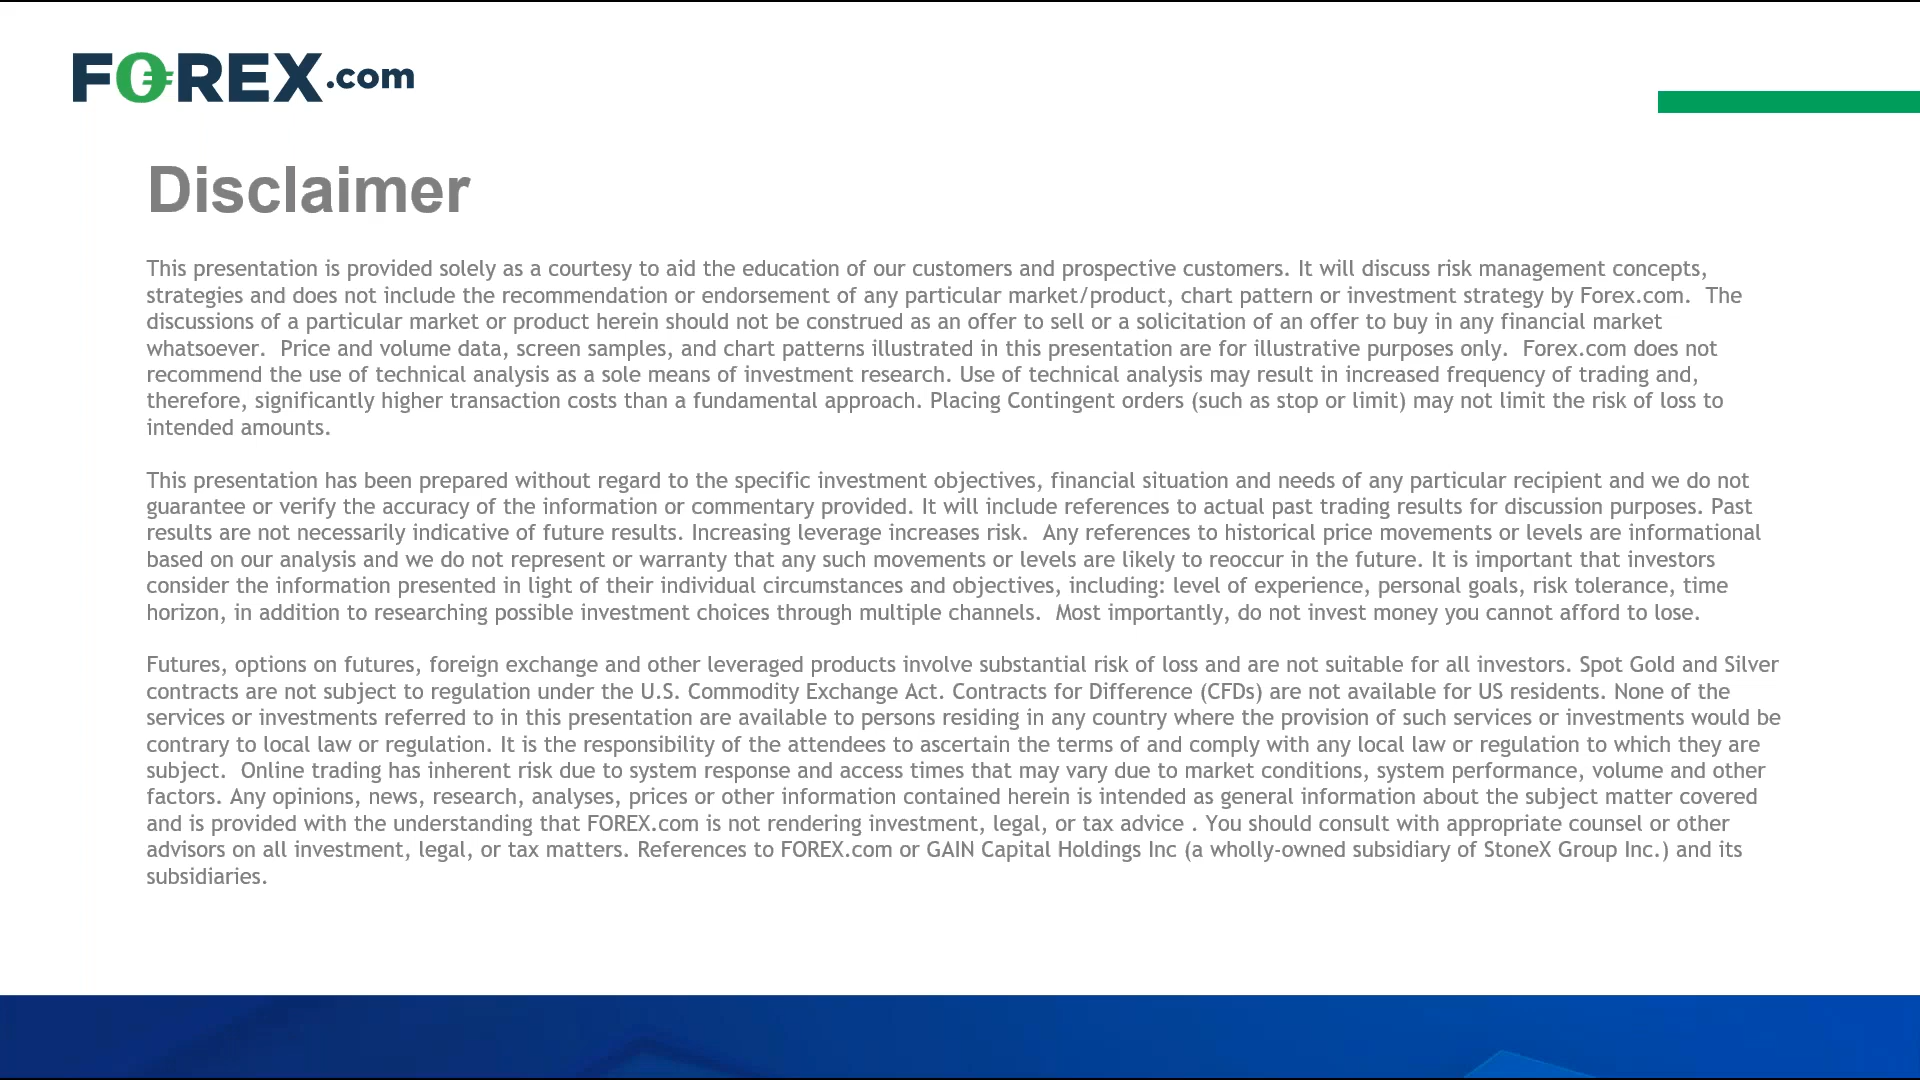 FOREX.com
Disclaimer
This presentation is provided solely as a courtesy to aid the education of our customers and prospective customers. It will discuss risk management concepts,
strategies and does not include the recommendation or endorsement of any particular market/product, chart pattern or investment strategy by Forex.com.  The
discussions of a particular market or product herein should not be construed as an offer to sell or a solicitation of an offer to buy in any financial market
whatsoever.  Price and volume data, screen samples, and chart patterns illustrated in this presentation are for illustrative purposes only.  Forex.com does not
recommend the use of technical analysis as a sole means of investment research. Use of technical analysis may result in increased frequency of trading and,
therefore, significantly higher transaction costs than a fundamental approach. Placing Contingent orders (such as stop or limit) may not limit the risk of loss to
intended amounts.
This presentation has been prepared without regard to the specific investment objectives, financial situation and needs of any particular recipient and we do not
guarantee or verify the accuracy of the information or commentary provided. It will include references to actual past trading results for discussion purposes. Past
results are not necessarily indicative of future results. Increasing leverage increases risk.  Any references to historical price movements or levels are informational
based on our analysis and we do not represent or warranty that any such movements or levels are likely to reoccur in the future. It is important that investors
consider the information presented in light of their individual circumstances and objectives, including: level of experience, personal goals, risk tolerance, time
horizon, in addition to researching possible investment choices through multiple channels.  Most importantly, do not invest money you cannot afford to lose.
Futures, options on futures, foreign exchange and other leveraged products involve substantial risk of loss and are not suitable for all investors. Spot Gold and Silver
contracts are not subject to regulation under the U.S. Commodity Exchange Act. Contracts for Difference (CFDs) are not available for US residents. None of the
services or investments referred to in this presentation are available to persons residing in any country where the provision of such services or investments would be
contrary to local law or regulation. It is the responsibility of the attendees to ascertain the terms of and comply with any local law or regulation to which they are
subject.  Online trading has inherent risk due to system response and access times that may vary due to market conditions, system performance, volume and other
factors. Any opinions, news, research, analyses, prices or other information contained herein is intended as general information about the subject matter covered
and is provided with the understanding that FOREX.com is not rendering investment, legal, or tax advice . You should consult with appropriate counsel or other
advisors on all investment, legal, or tax matters. References to FOREX.com or GAIN Capital Holdings Inc (a wholly-owned subsidiary of StoneX Group Inc.) and its
subsidiaries.